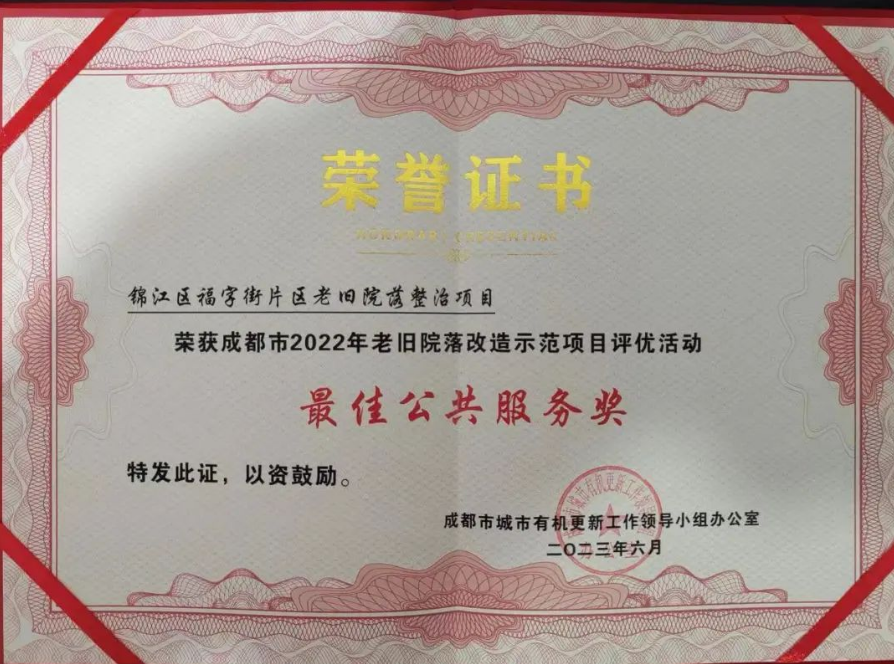 荣誉证书
锦江区福字街片区老旧院落整治项目
荣获成都市2022年老旧院落改造示范项目评优活动
最佳公共服务奖
特发此证，以资鼓励。
成都市城市有机更新工作领导小组办公室
二〇二三年六月